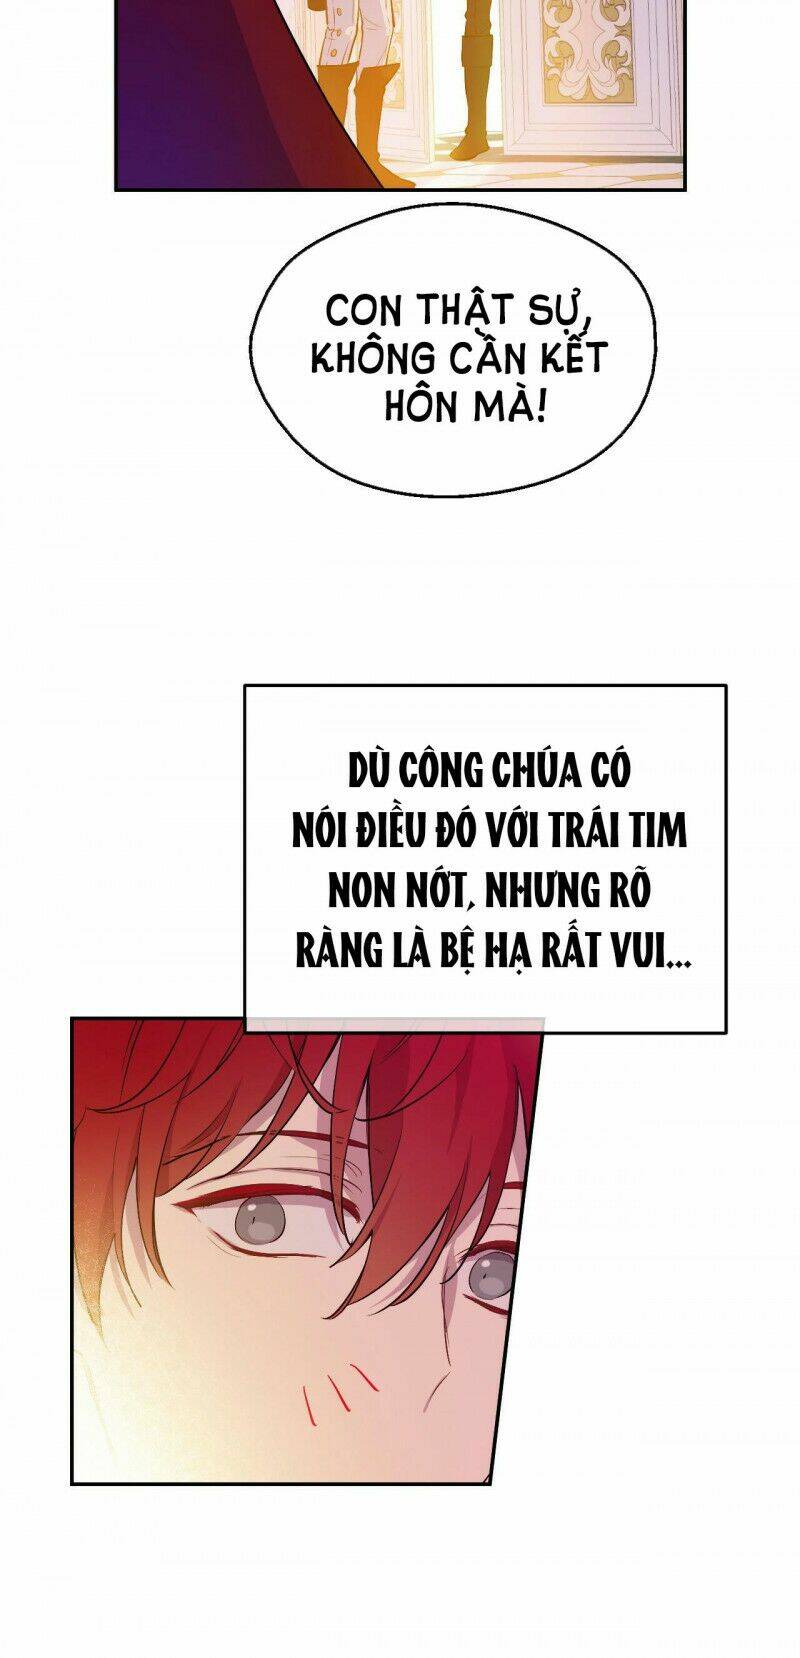 CON THẬT SỰ,
KHÔNG CẦN KẾT
HÔN MÀ!
DÙ CÔNG CHÚA CÓ
NÓI ĐIỀU ĐÓ VỚI TRÁI TIM
NON NỚT, NHƯNG RÕ
RÀNG LÀ BỆ HẠ RẤT VUI...